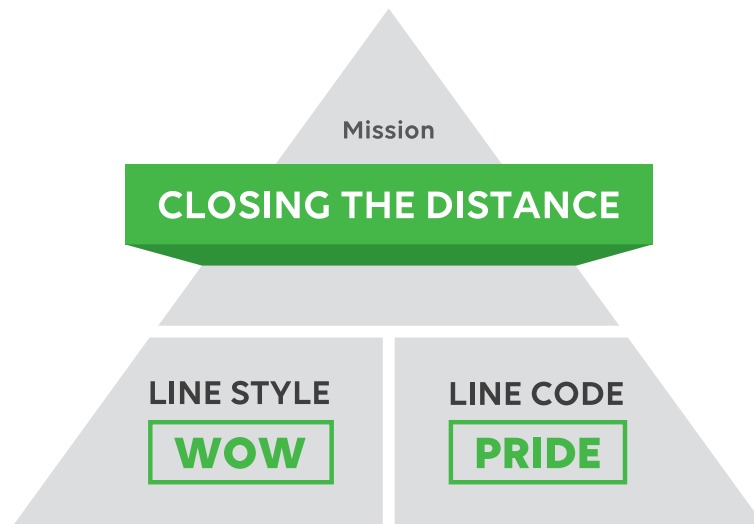 Mission
CLOSING THE DISTANCE
LINE STYLE
WOW
LINE CODE
PRIDE